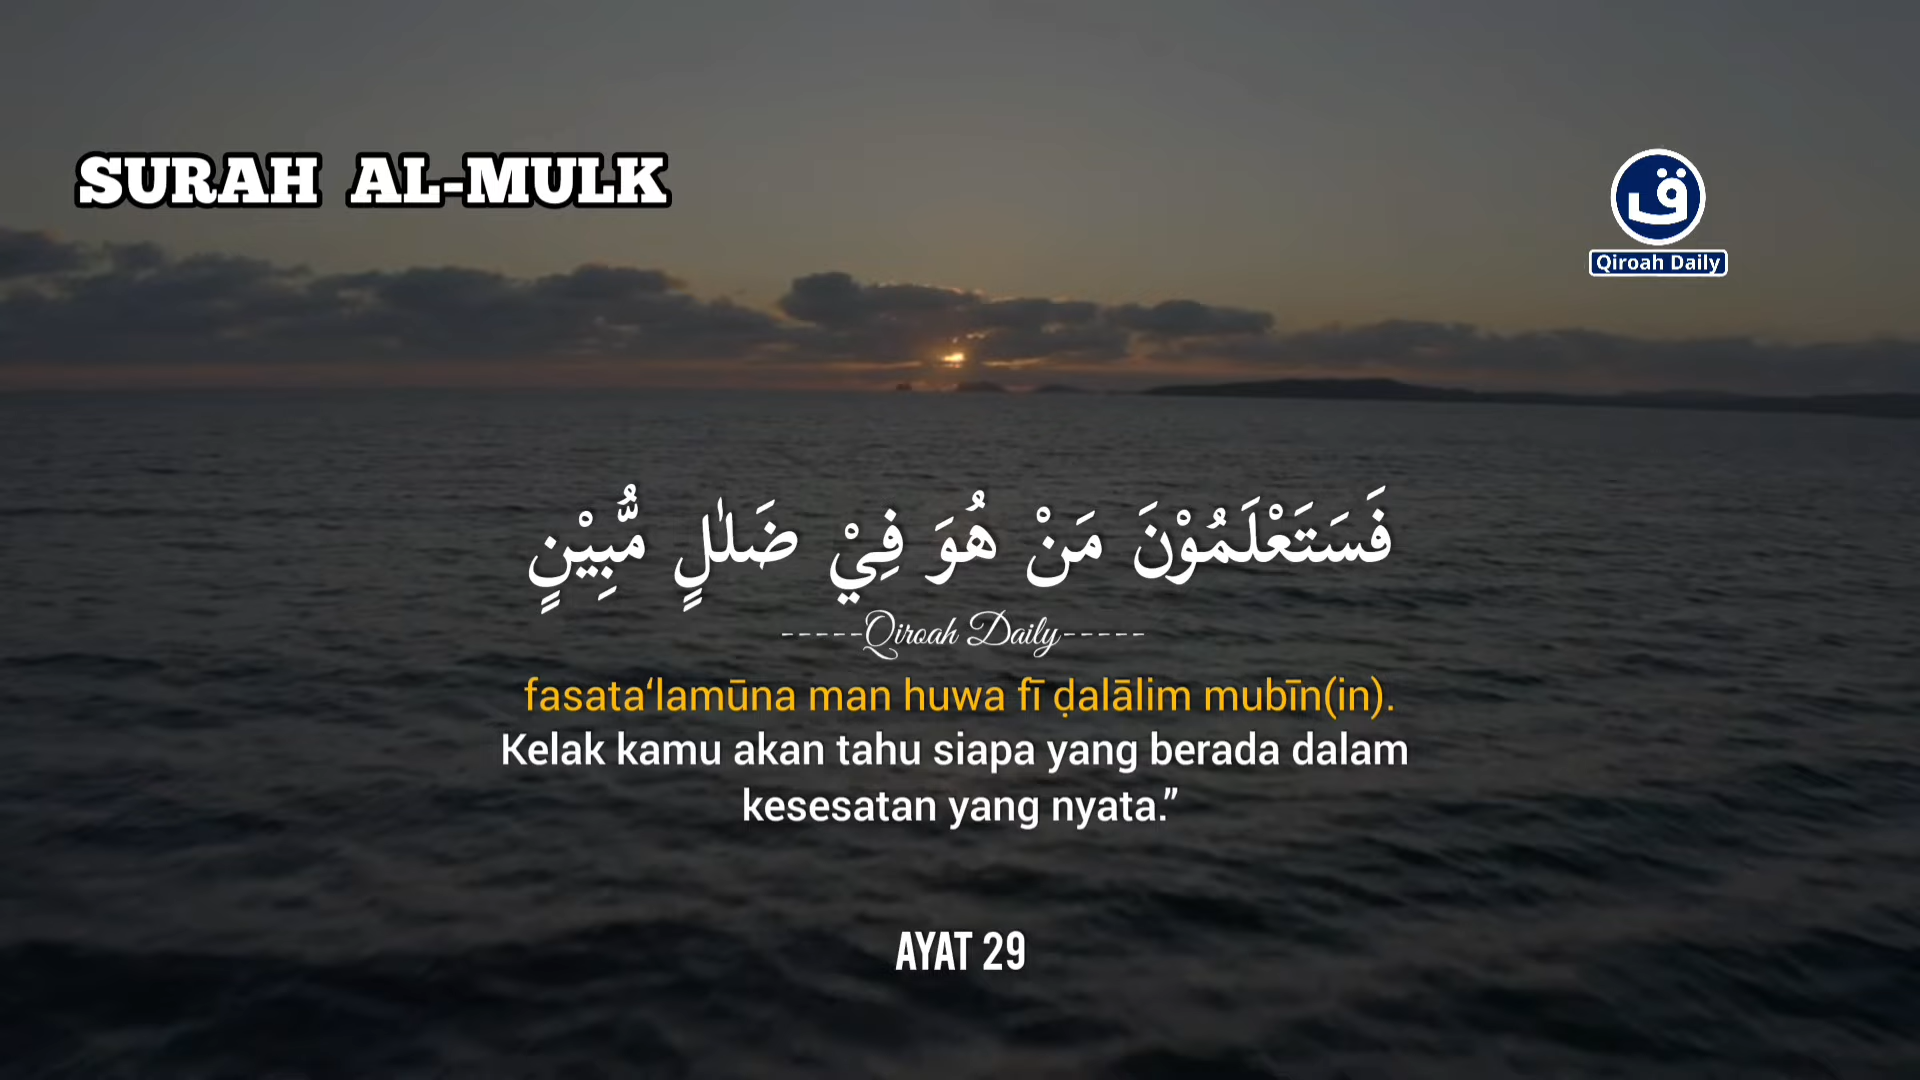 SURAH AL-MULK
ق
Qiroah Daily
فَسَتَعْلَمُوْنَ مَنْ هُوَ فِيْ ضَلٰلٍ مُّبِيْنٍ
-----Qiroah Daily-----
fasata‘lamūna man huwa fī ḍalālim mubīn(in).
Kelak kamu akan tahu siapa yang berada dalam
kesesatan yang nyata.”
AYAT 29